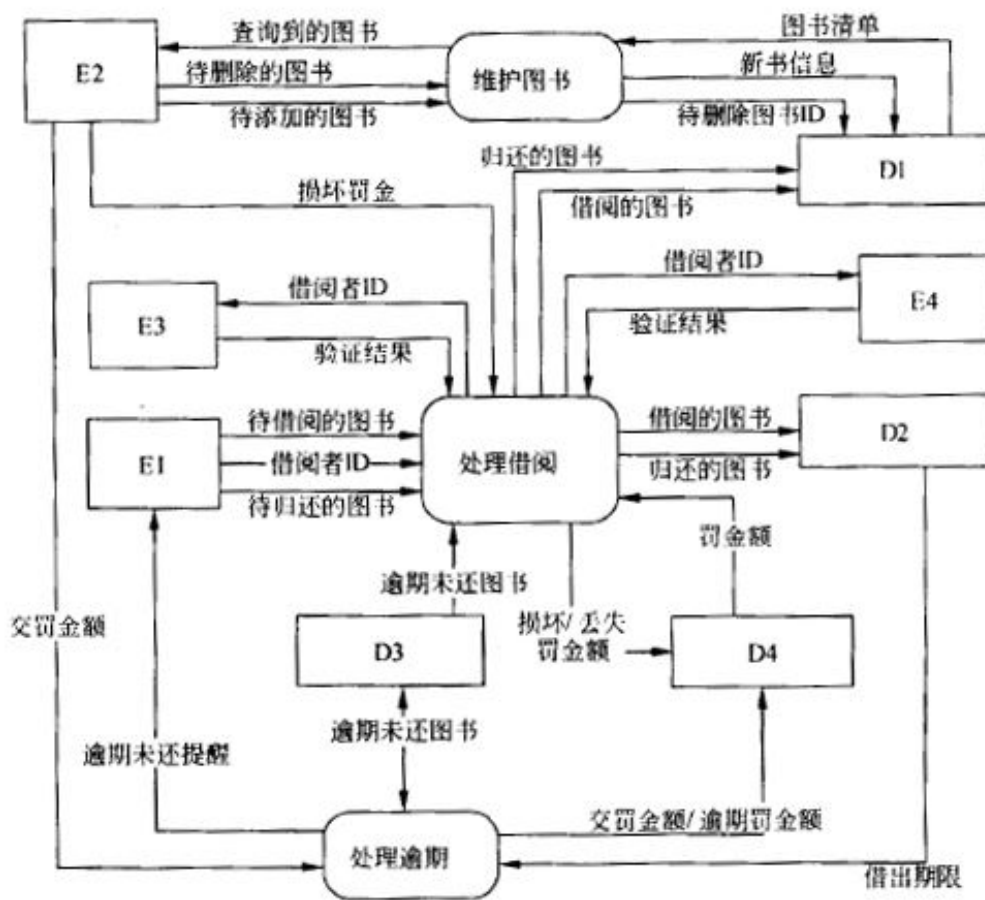 查询到的图书
图书清单
E2
待删除的图书
维护图书
新书信息
待添加的图书
待删除图书ID
归还的图书
D1
损坏罚金
借阅的图书
借阅者ID
借阅者ID
E3
E4
验证结果
验证结果
待借阅的图书
借阅的图书
E1
借阅者ID
处理借阅
D2
待归还的图书
归还的图书
罚金额
逾期未还图书
交罚金额
损坏/丢失
罚金额
D3
D4
逾期未还图书
逾期未还提醒
交罚金额/逾期罚金额
处理逾期
借出期限